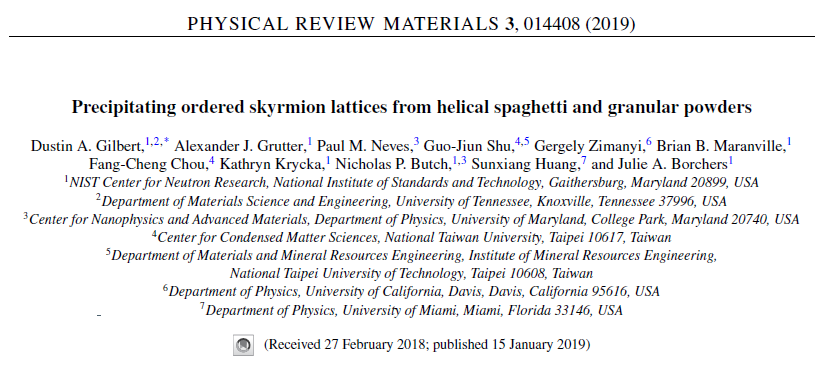 PHYSICAL REVIEW MATERIALS 3, 014408 (2019)
Precipitating ordered skyrmion lattices from helical spaghetti and granular powders
Dustin A. Gilbert,1,2,* Alexander J. Grutter,1 Paul M. Neves,3 Guo-Jiun Shu,4,5 Gergely Zimanyi,6 Brian B. Maranville,1
Fang-Cheng Chou,4 Kathryn Krycka,1 Nicholas P. Butch,1,3 Sunxiang Huang,7 and Julie A. Borchers1
1NIST Center for Neutron Research, National Institute of Standards and Technology, Gaithersburg, Maryland 20899, USA
2Department of Materials Science and Engineering, University of Tennessee, Knoxville, Tennessee 37996, USA
3Center for Nanophysics and Advanced Materials, Department of Physics, University of Maryland, College Park, Maryland 20740, USA
4Center for Condensed Matter Sciences, National Taiwan University, Taipei 10617, Taiwan
5Department of Materials and Mineral Resources Engineering, Institute of Mineral Resources Engineering,
National Taipei University of Technology, Taipei 10608, Taiwan
6Department of Physics, University of California, Davis, Davis, California 95616, USA
7Department of Physics, University of Miami, Miami, Florida 33146, USA
(Received 27 February 2018; published 15 January 2019)